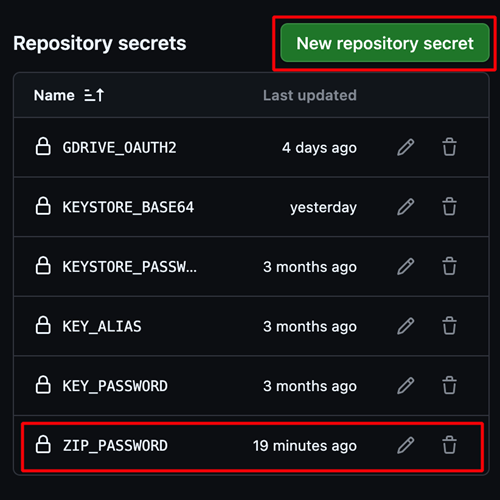 Repository secrets New repository secret
Name Last updated
GDRIVE_OAUTH2 4 days ago
KEYSTORE_BASE64 yesterday
KEYSTORE_PASSW... 3 months ago
KEY_ALIAS 3 months ago
KEY_PASSWORD 3 months ago
ZIP_PASSWORD 19 minutes ago